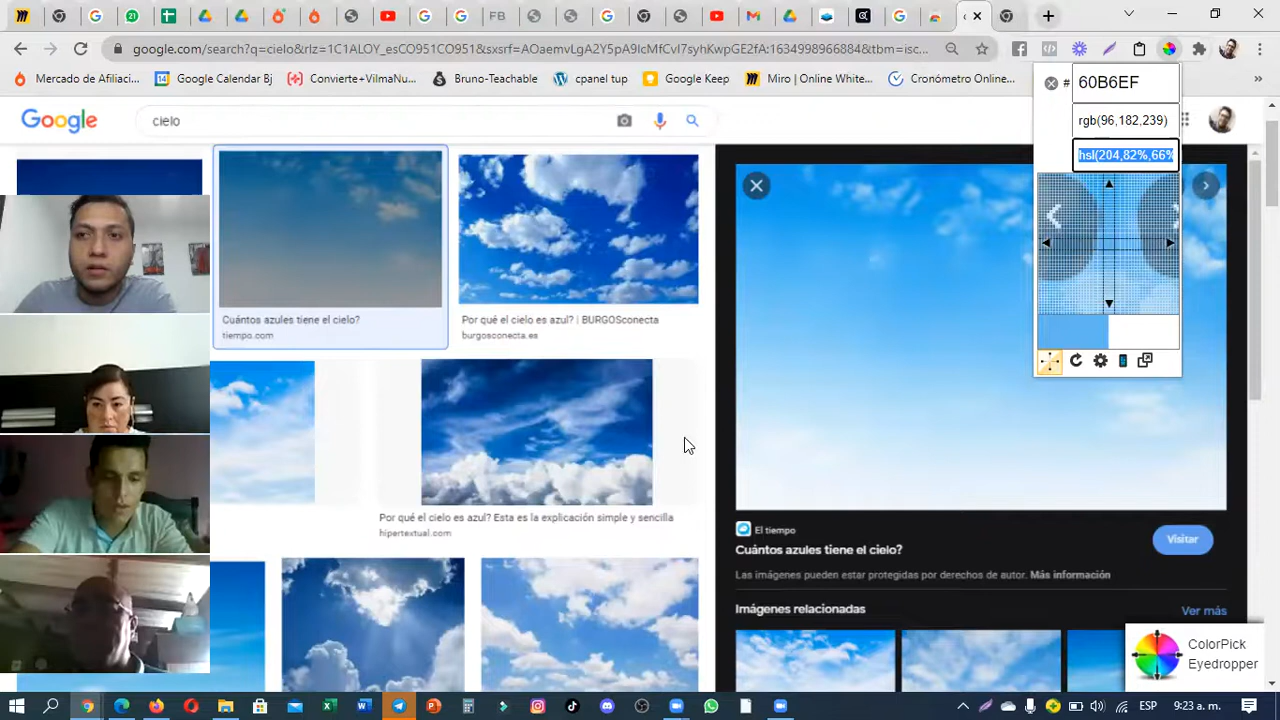 21
FB
google.com/search?q=cielo&rlz=1C1ALOY_esCO951CO951&sxsrf=AOaemvLgA2Y5pA9lcMfCvI7syhKwpGE2fA:1634998966884&tbm=isc...
Mercado de Afiliaci...
14
Google Calendar Bj
Convierte+VilmaNu...
Bruno-Teachable
cpanel tup
Google Keep
Miro | Online White...
Cronómetro Online...
»
# 60B6EF
rgb(96,182,239)
hsl(204,82%,66%
Google
cielo
Cuántos azules tiene el cielo?
tiempo.com
Por qué el cielo es azul? | BURGOSconecta
burgosconecta.es
Por qué el cielo es azul? Esta es la explicación simple y sencilla
hipertextual.com
El tiempo
Cuántos azules tiene el cielo?
Visitar
Las imágenes pueden estar protegidas por derechos de autor. Más información
Imágenes relacionadas
Ver más
ColorPick
Eyedropper
ESP
9:23 a. m.